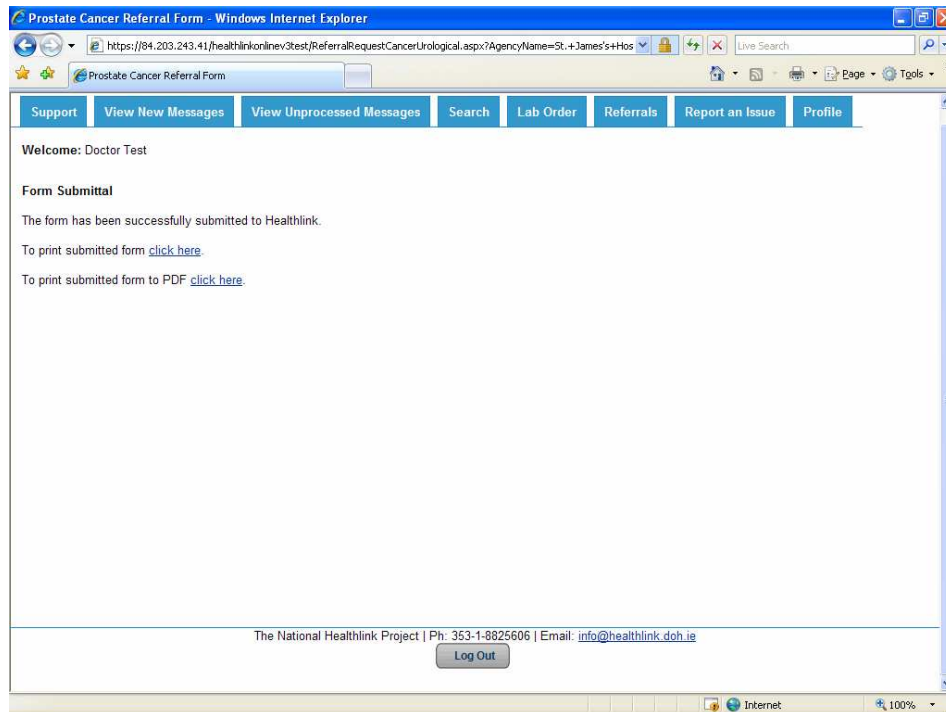 Prostate Cancer Referral Form - Windows Internet Explorer
https://84.203.243.41/healthlinkonlinev3test/ReferralRequestCancerUrological.aspx?AgencyName=St.+James's+Hos
Live Search
Prostate Cancer Referral Form
Page Tools
Support View New Messages View Unprocessed Messages Search Lab Order Referrals Report an Issue Profile
Welcome: Doctor Test
Form Submittal
The form has been successfully submitted to Healthlink.
To print submitted form click here.
To print submitted form to PDF click here.
The National Healthlink Project | Ph: 353-1-8825606 | Email: info@healthlink.doh.ie
Log Out
Internet 100%